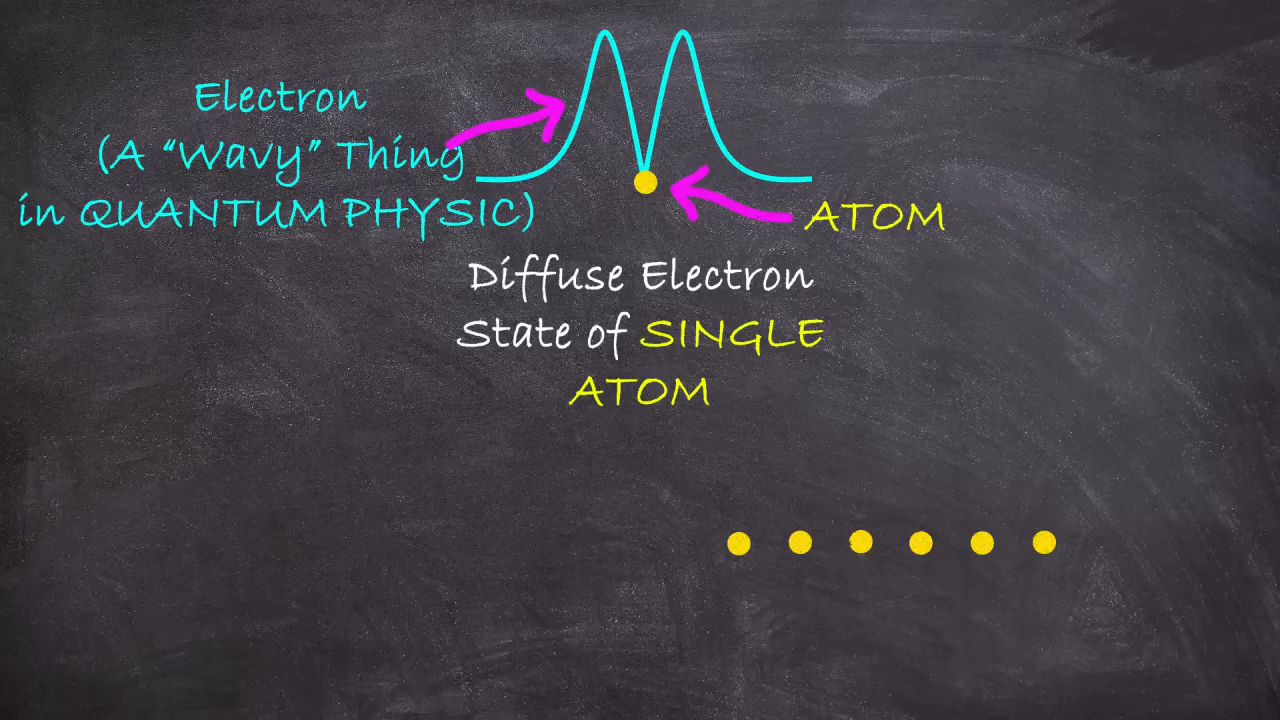 Electron
(A “Wavy” Thing
in QUANTUM PHYSIC)
ATOM
Diffuse Electron
State of SINGLE
ATOM